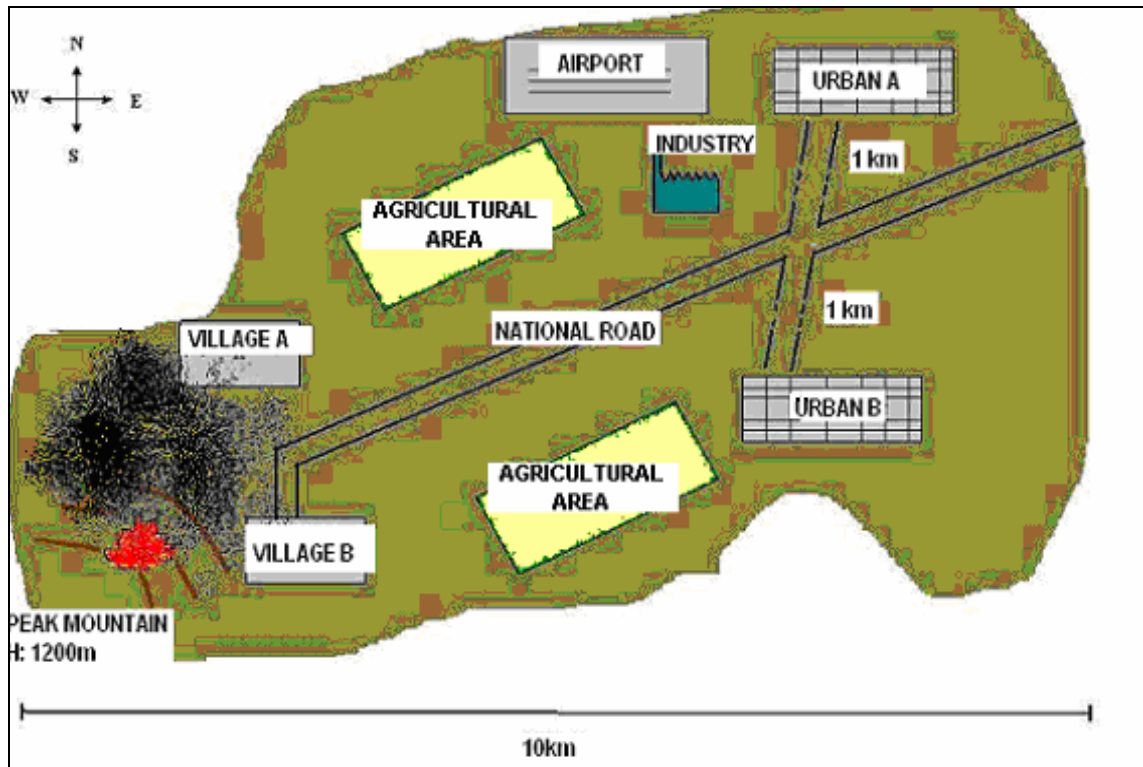 N
W
E
S
AIRPORT
URBAN A
INDUSTRY
1 km
AGRICULTURAL
AREA
NATIONAL ROAD
1 km
VILLAGE A
URBAN B
AGRICULTURAL
AREA
VILLAGE B
PEAK MOUNTAIN
H: 1200m
10km